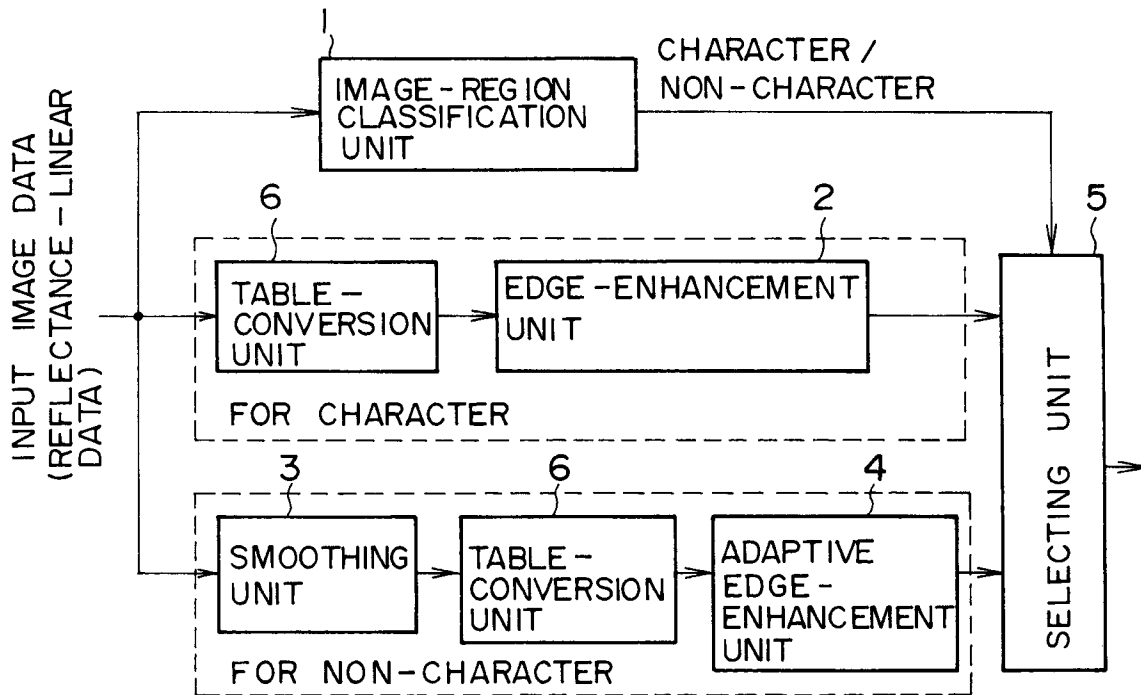 1
IMAGE-REGION
CLASSIFICATION
UNIT
CHARACTER /
NON-CHARACTER
INPUT IMAGE DATA
(REFLECTANCE-LINEAR
DATA)
6
TABLE-
CONVERSION
UNIT
2
EDGE-ENHANCEMENT
UNIT
FOR CHARACTER
5
SELECTING UNIT
3
SMOOTHING
UNIT
6
TABLE-
CONVERSION
UNIT
4
ADAPTIVE
EDGE-
ENHANCEMENT
UNIT
FOR NON-CHARACTER